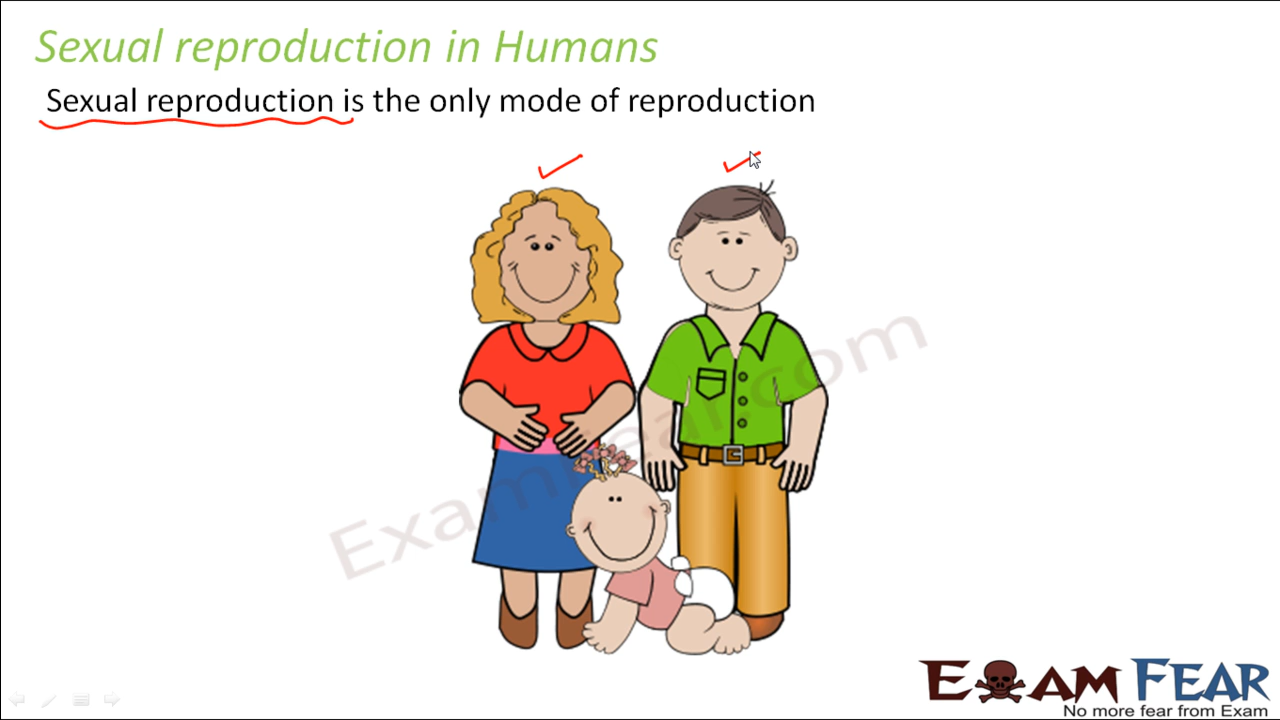 Sexual reproduction in Humans
Sexual reproduction is the only mode of reproduction
Examfear.com
EXAM FEAR
No more fear from Exam